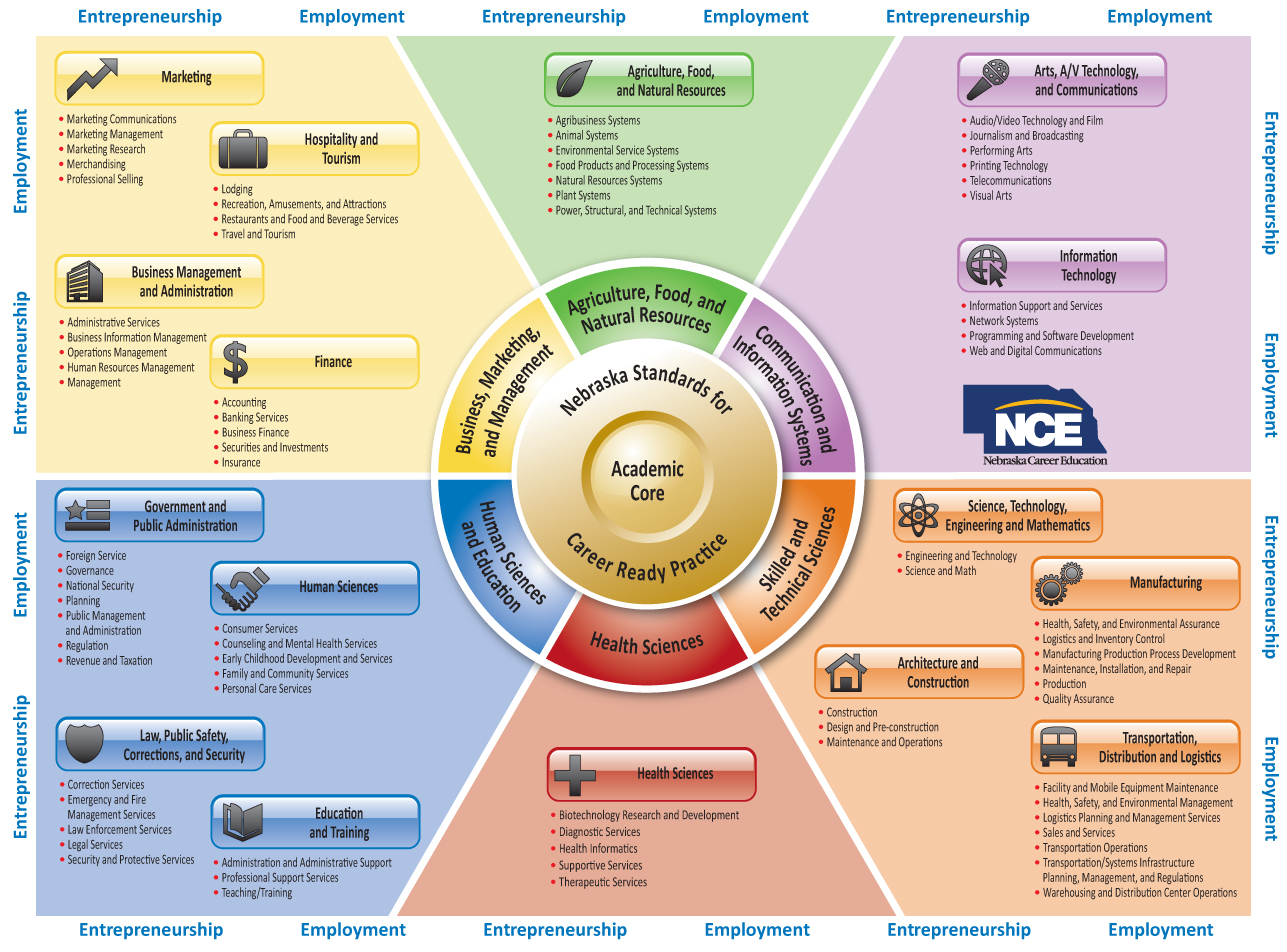 Entrepreneurship
Employment
Entrepreneurship
Employment
Entrepreneurship
Employment
Employment
Entrepreneurship
Employment
Entrepreneurship
Marketing
• Marketing Communications
• Marketing Management
• Marketing Research
• Merchandising
• Professional Selling
Hospitality and
Tourism
• Lodging
• Recreation, Amusements, and Attractions
• Restaurants and Food and Beverage Services
• Travel and Tourism
Business Management
and Administration
• Administrative Services
• Business Information Management
• Operations Management
• Human Resources Management
• Management
Finance
• Accounting
• Banking Services
• Business Finance
• Securities and Investments
• Insurance
Agriculture, Food,
and Natural Resources
• Agribusiness Systems
• Animal Systems
• Environmental Service Systems
• Food Products and Processing Systems
• Natural Resources Systems
• Plant Systems
• Power, Structural, and Technical Systems
Arts, A/V Technology,
and Communications
• Audio/Video Technology and Film
• Journalism and Broadcasting
• Performing Arts
• Printing Technology
• Telecommunications
• Visual Arts
Information
Technology
• Information Support and Services
• Network Systems
• Programming and Software Development
• Web and Digital Communications
NCE
Nebraska Career Education
Entrepreneurship
Employment
Entrepreneurship
Employment
Business, Marketing,
and Management
Agriculture, Food, and
Natural Resources
Communication and
Information Systems
Nebraska Standards for
Academic
Core
Career Ready Practice
Human Sciences
and Education
Health Sciences
Skilled and
Technical Sciences
Government and
Public Administration
• Foreign Service
• Governance
• National Security
• Planning
• Public Management
and Administration
• Regulation
• Revenue and Taxation
Human Sciences
• Consumer Services
• Counseling and Mental Health Services
• Early Childhood Development and Services
• Family and Community Services
• Personal Care Services
Law, Public Safety,
Corrections, and Security
• Correction Services
• Emergency and Fire
Management Services
• Law Enforcement Services
• Legal Services
• Security and Protective Services
Education
and Training
• Administration and Administrative Support
• Professional Support Services
• Teaching/Training
Health Sciences
• Biotechnology Research and Development
• Diagnostic Services
• Health Informatics
• Supportive Services
• Therapeutic Services
Science, Technology,
Engineering and Mathematics
• Engineering and Technology
• Science and Math
Manufacturing
• Health, Safety, and Environmental Assurance
• Logistics and Inventory Control
• Manufacturing Production Process Development
• Maintenance, Installation, and Repair
• Production
• Quality Assurance
Architecture and
Construction
• Construction
• Design and Pre-construction
• Maintenance and Operations
Transportation,
Distribution and Logistics
• Facility and Mobile Equipment Maintenance
• Health, Safety, and Environmental Management
• Logistics Planning and Management Services
• Sales and Services
• Transportation Operations
• Transportation/Systems Infrastructure
Planning, Management, and Regulations
• Warehousing and Distribution Center Operations
Entrepreneurship
Employment
Entrepreneurship
Employment
Entrepreneurship
Employment